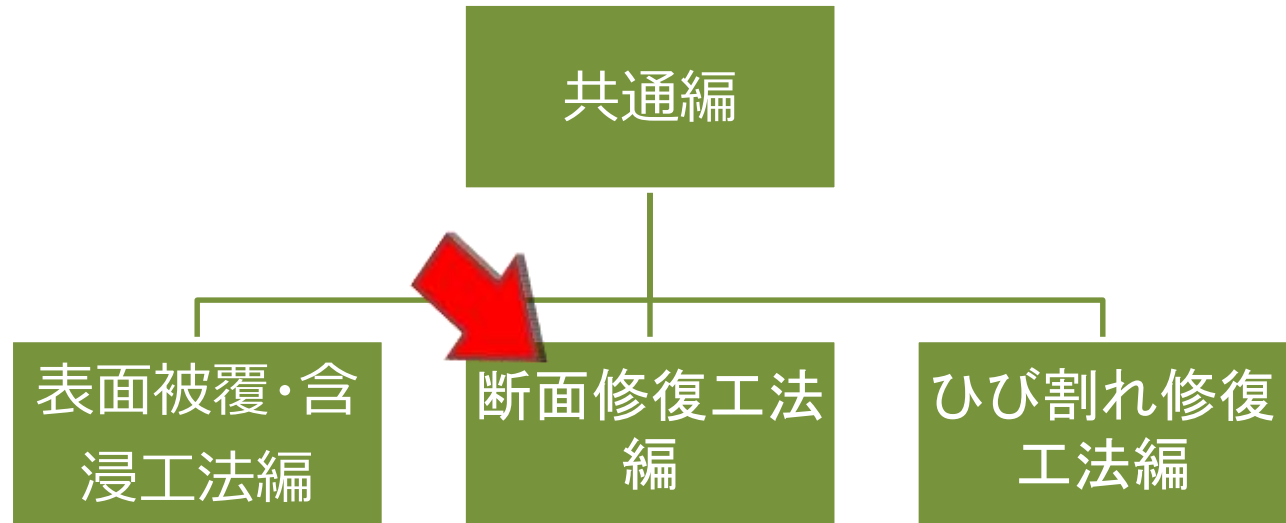 共通編
表面被覆・含
浸工法編
断面修復工法
編
ひび割れ修復
工法編